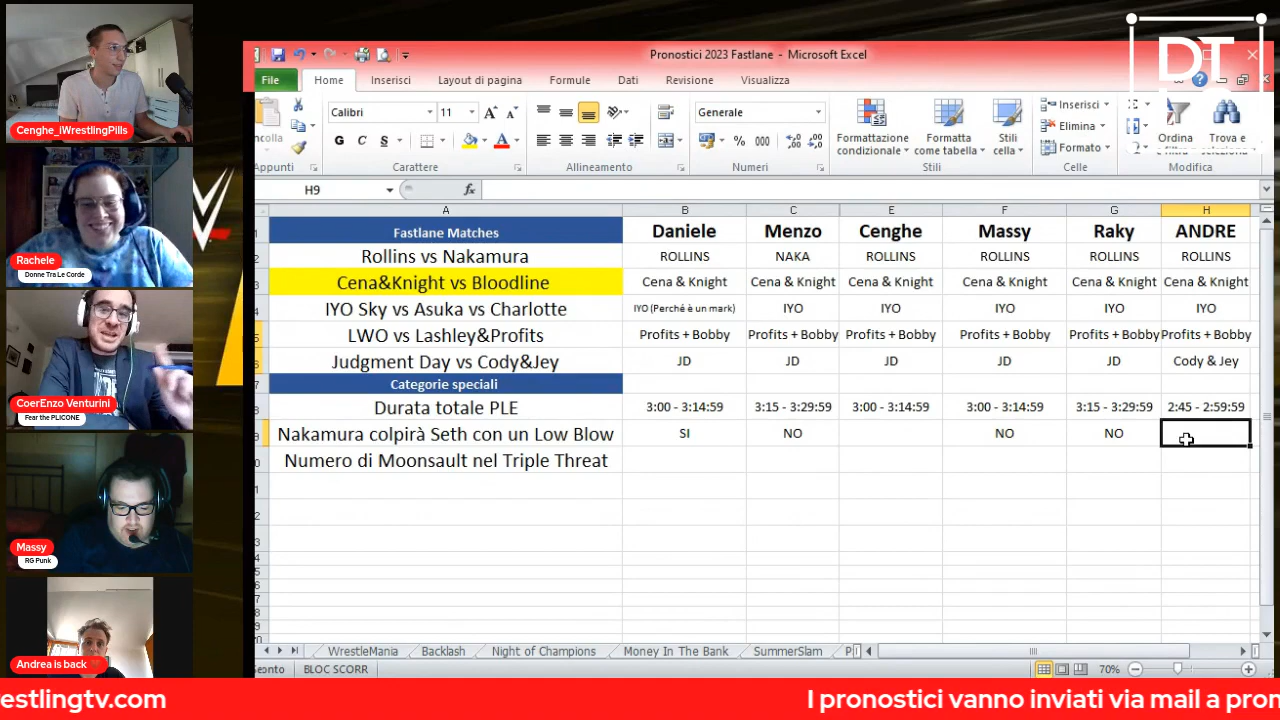 Cenghe_iWrestlingPills
Rachele
Donne Tra Le Corde
CoerEnzo Venturini
Fear the PLICONE
Massy
RG Punk
Andrea is back
DT
Pronostici 2023 Fastlane - Microsoft Excel
File Home Inserisci Layout di pagina Formule Dati Revisione Visualizza
Calibri 11 Generale
G C S
% 000
Formattazione condizionale
Formatta come tabella
Stili cella
Inserisci
Elimina
Formato
Ordina
Trova e
Appunti Carattere Allineamento Numeri Stili Celle Modifica
H9 fx
A B C D E F G H
Fastlane Matches Daniele Menzo Cenghe Massy Raky ANDRE
Rollins vs Nakamura ROLLINS NAKA ROLLINS ROLLINS ROLLINS ROLLINS
Cena&Knight vs Bloodline Cena & Knight Cena & Knight Cena & Knight Cena & Knight Cena & Knight Cena & Knight
IYO Sky vs Asuka vs Charlotte IYO (Perché è un mark) IYO IYO IYO IYO IYO
LWO vs Lashley&Profits Profits + Bobby Profits + Bobby Profits + Bobby Profits + Bobby Profits + Bobby Profits + Bobby
Judgment Day vs Cody&Jey JD JD JD JD JD Cody & Jey
Categorie speciali
Durata totale PLE 3:00 - 3:14:59 3:15 - 3:29:59 3:00 - 3:14:59 3:00 - 3:14:59 3:15 - 3:29:59 2:45 - 2:59:59
Nakamura colpirà Seth con un Low Blow SI NO NO NO
Numero di Moonsault nel Triple Threat
WrestleMania Backlash Night of Champions Money In The Bank SummerSlam P
BLOC SCORR 70%
estlingtv.com I pronostici vanno inviati via mail a pron